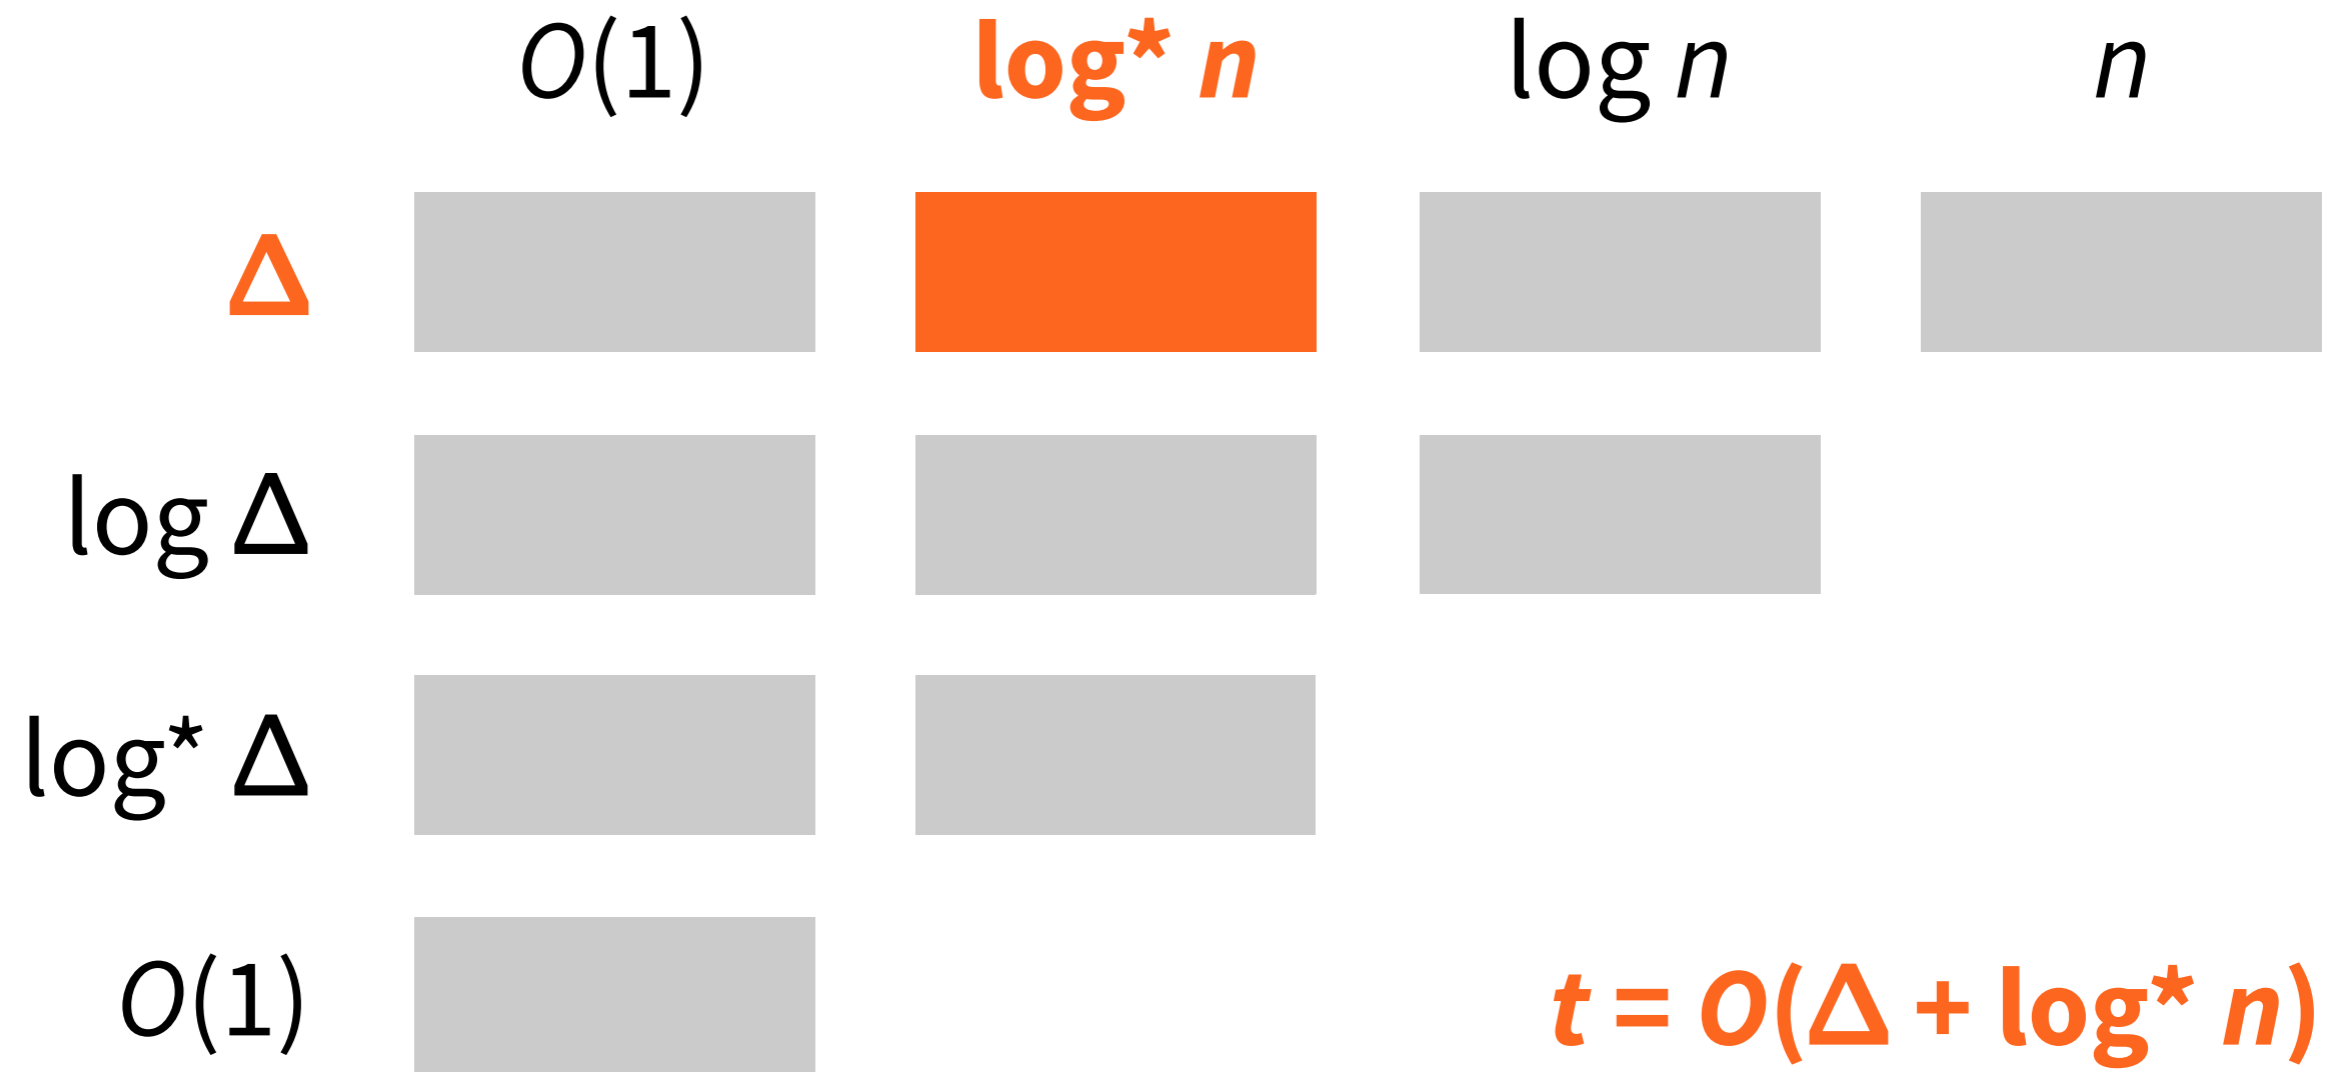 O(1) log* n log n n
Δ
log Δ
log* Δ
O(1) t = O(Δ + log* n)